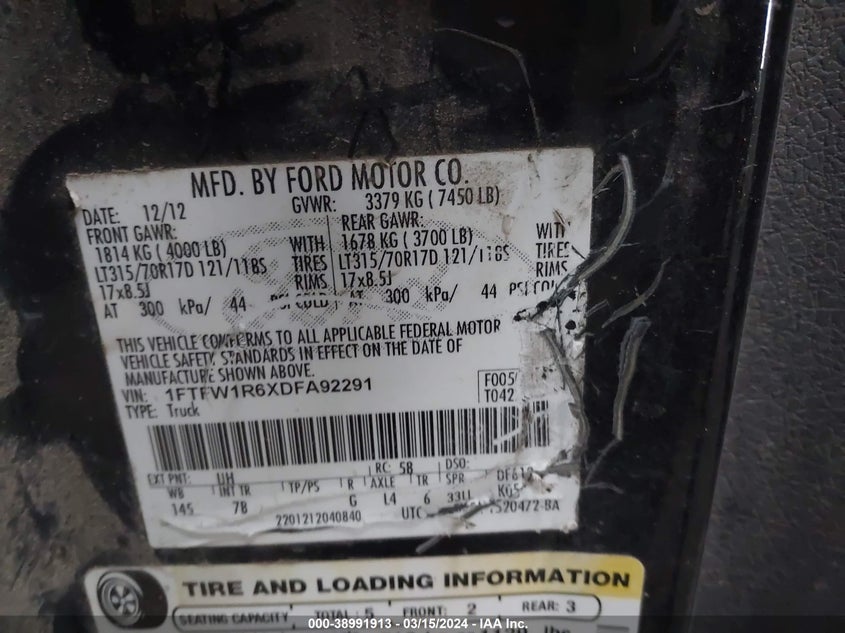 MFD. BY FORD MOTOR CO.
DATE: 12/12 GVWR: 3379 KG ( 7450 LB)
FRONT GAWR: REAR GAWR:
1814 KG ( 4000 LB) WITH 1678 KG ( 3700 LB) WITH
LT315/70R17D 121/118S TIRES LT315/70R17D 121/118S TIRES
17x8.5J RIMS 17x8.5J RIMS
AT 300 kPa/ 44 PSI COLD AT 300 kPa/ 44 PSI COLD
THIS VEHICLE CONFORMS TO ALL APPLICABLE FEDERAL MOTOR
VEHICLE SAFETY STANDARDS IN EFFECT ON THE DATE OF
MANUFACTURE SHOWN ABOVE.
VIN: 1FTFW1R6XDFA92291 F005/
TYPE: Truck T042
EXT PNT: UH RC: 58 DSO:
WB INT TR TP/PS R AXLE TR SPR
145 7B G L4 6 33LL
2201212040840 UTC
TIRE AND LOADING INFORMATION
SEATING CAPACITY TOTAL: 5 FRONT: 2 REAR: 3
000-38991913 - 03/15/2024 - IAA Inc.